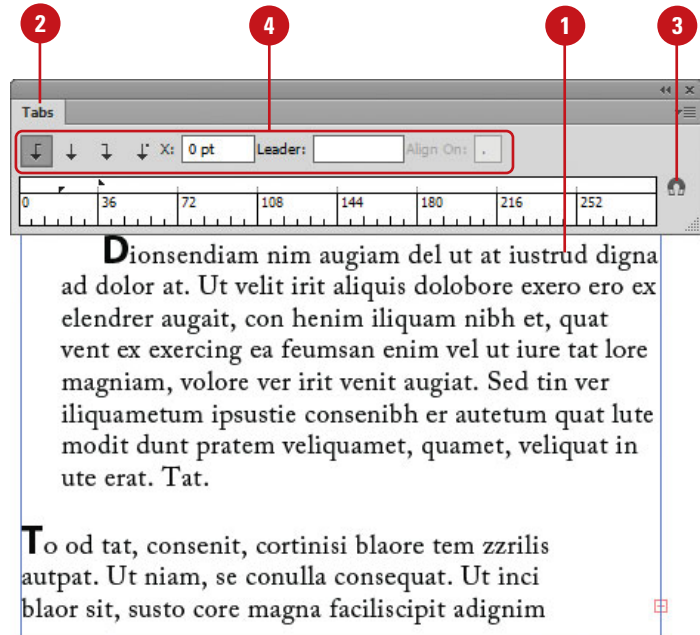 2 4 1 3
Tabs
X: 0 pt Leader: Align On: .
0 36 72 108 144 180 216 252
Dionsendiam nim augiam del ut at iustrud digna
ad dolor at. Ut velit irit aliquis dolobore exero ero ex
elendrer augait, con henim iliquam nibh et, quat
vent ex exercing ea feumsan enim vel ut iure tat lore
magniam, volore ver irit venit augiat. Sed tin ver
iliquametum ipsustie consenibh er autetum quat lute
modit dunt pratem veliquamet, quamet, veliquat in
ute erat. Tat.
To od tat, consenit, cortinisi blaore tem zzrilis
autpat. Ut niam, se conulla consequat. Ut inci
blaor sit, susto core magna faciliscipit adignim